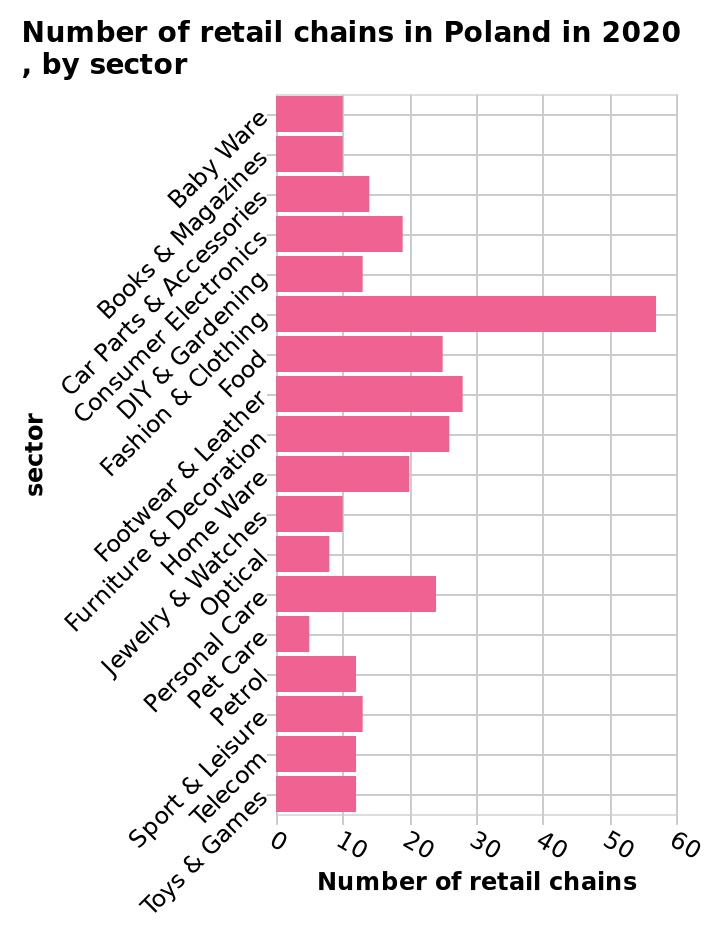 Number of retail chains in Poland in 2020
, by sector
Baby Ware
Books & Magazines
Car Parts & Accessories
Consumer Electronics
DIY & Gardening
Fashion & Clothing
Food
Footwear & Leather
Furniture & Decoration
Home Ware
Jewelry & Watches
Optical
Personal Care
Pet Care
Petrol
Sport & Leisure
Telecom
Toys & Games
sector
0 10 20 30 40 50 60
Number of retail chains